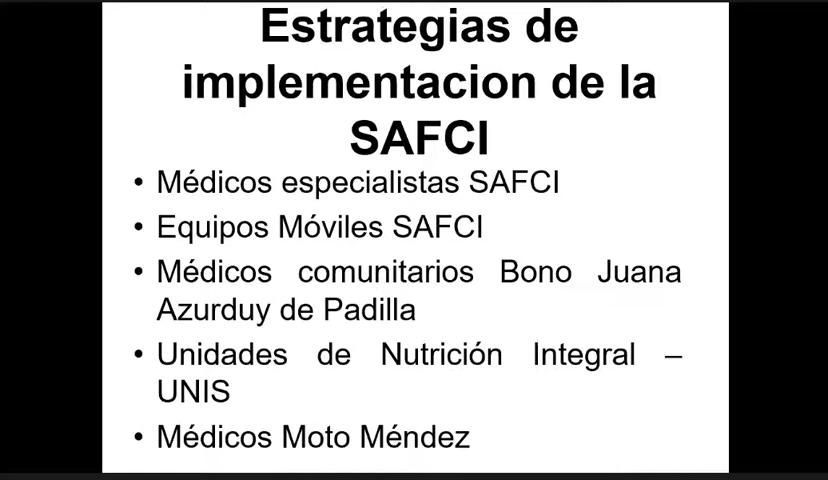 Estrategias de
implementacion de la
SAFCI
• Médicos especialistas SAFCI
• Equipos Móviles SAFCI
• Médicos comunitarios Bono Juana
Azurduy de Padilla
• Unidades de Nutrición Integral –
UNIS
• Médicos Moto Méndez